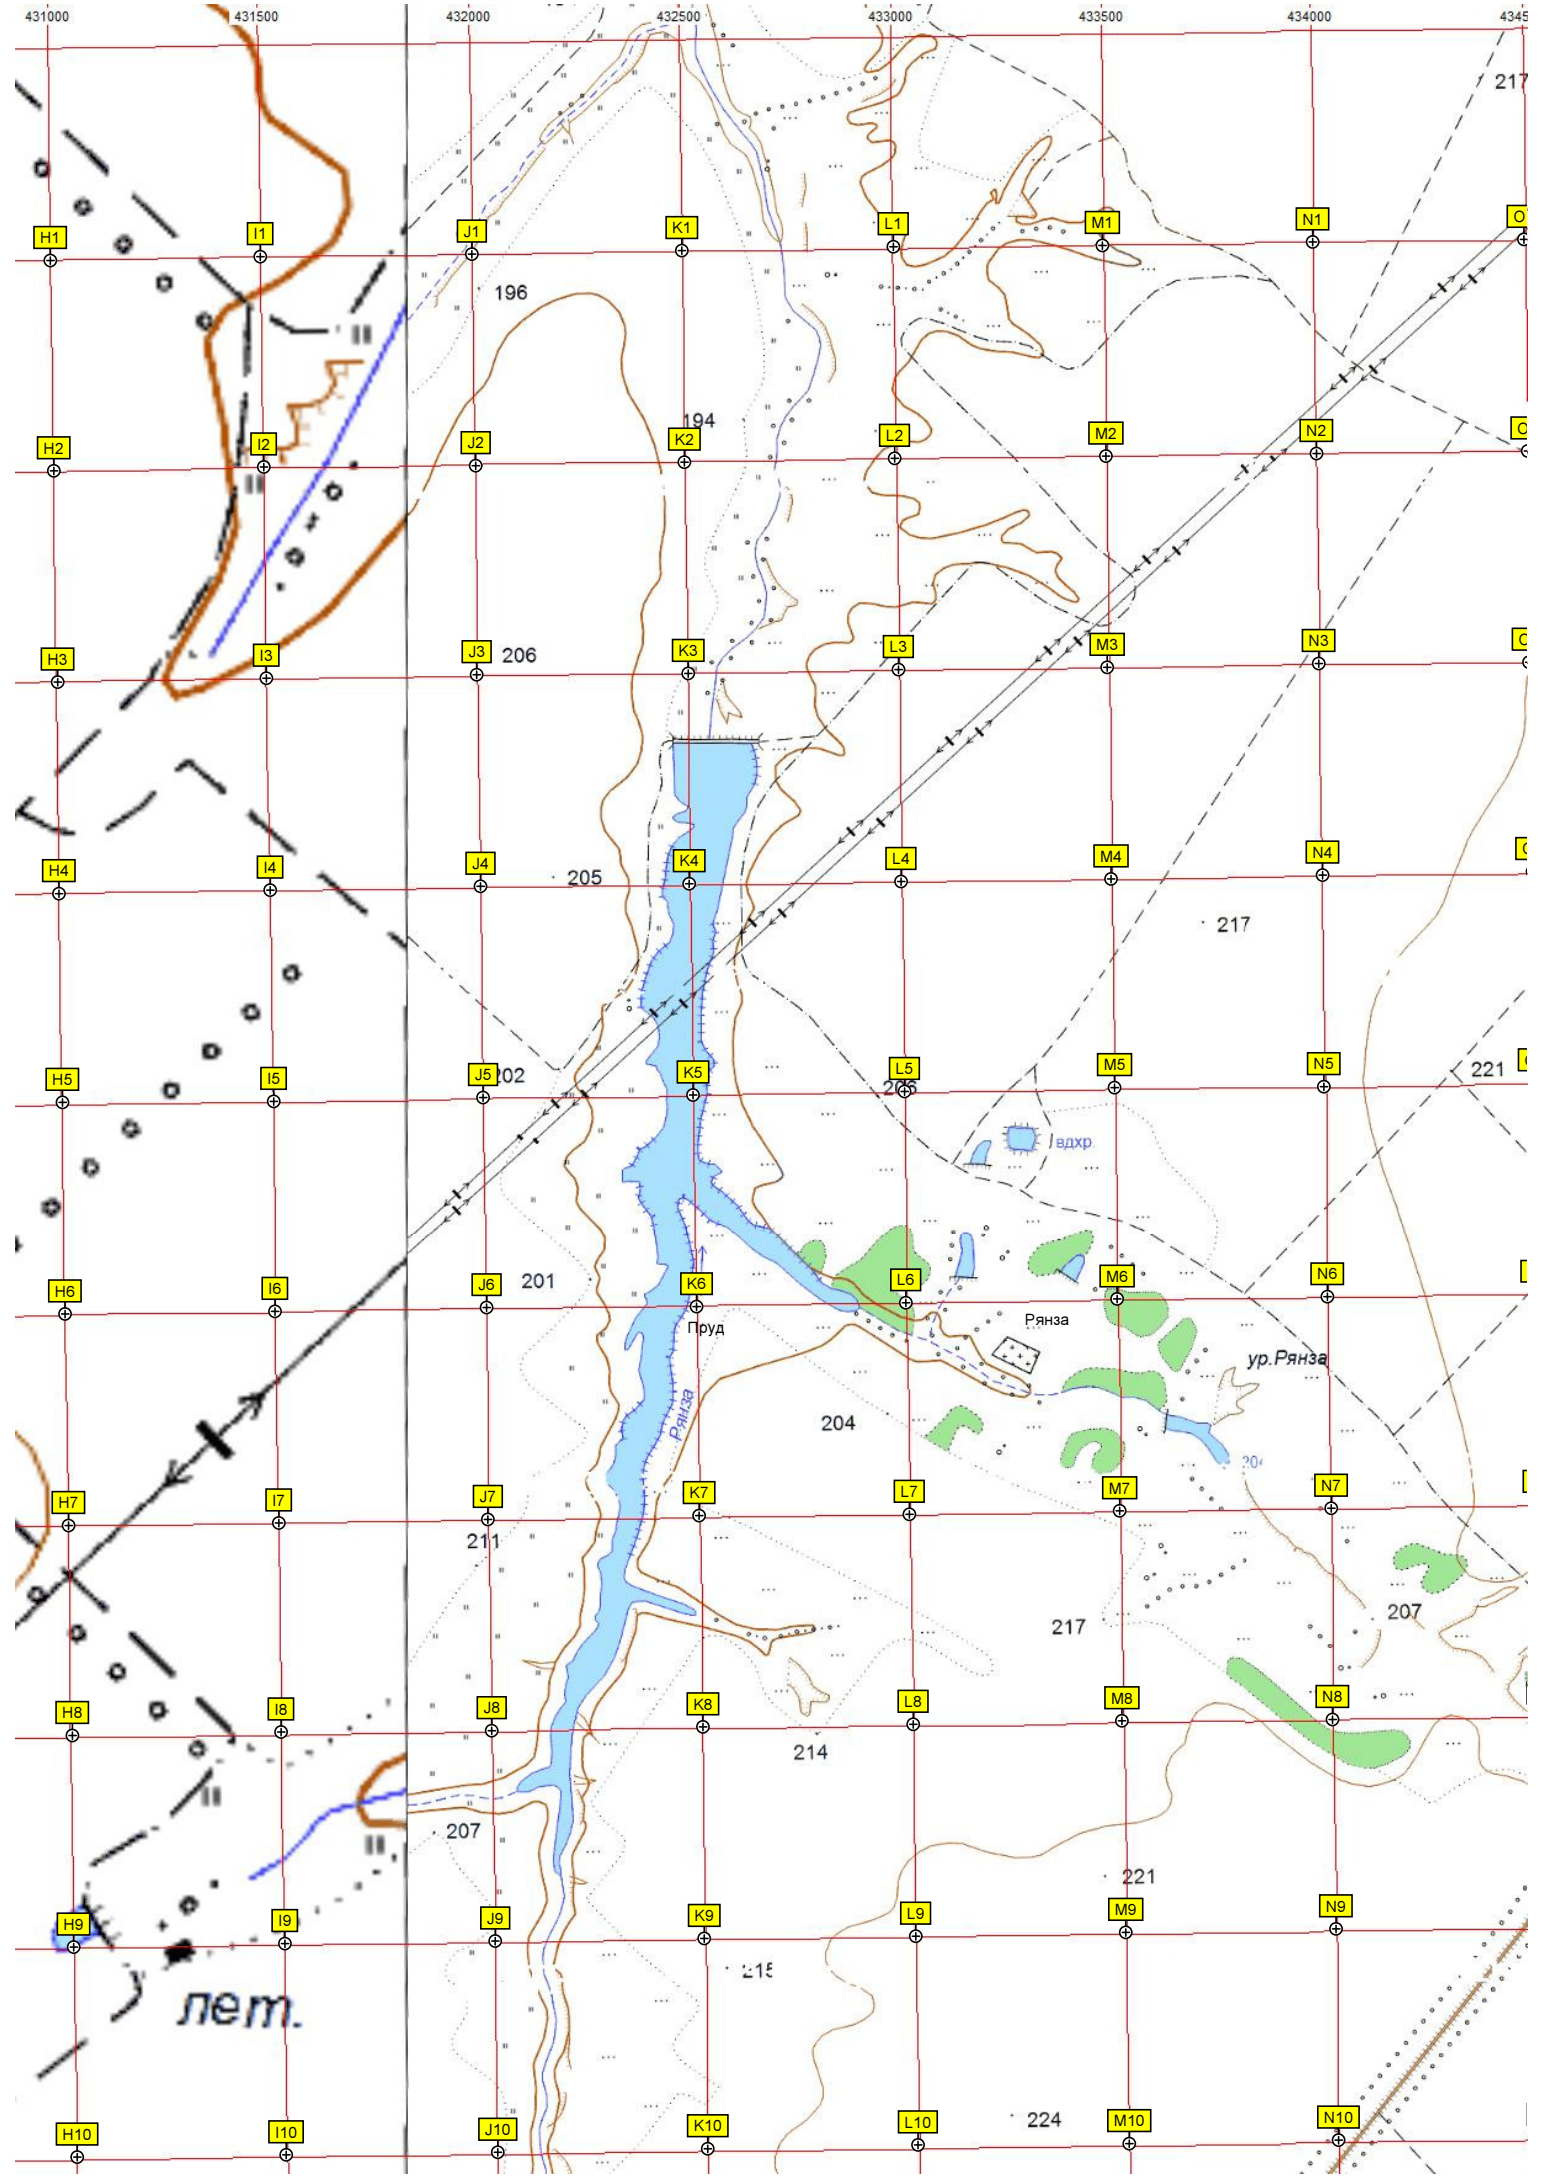 431000 431500 432000 432500 433000 433500 434000
217
H1 I1 J1 K1 L1 M1 N1
196
194
H2 I2 J2 K2 L2 M2 N2
H3 I3 J3 206 K3 L3 M3 N3
H4 I4 J4 205 K4 L4 M4 N4
217
H5 I5 J5 202 K5 L5 M5 N5 221
206
вдхр.
H6 I6 J6 201 K6 L6 M6 N6
Пруд Рянза
ур.Рянза
Рянза 204
H7 I7 J7 K7 L7 M7 N7
211
217 207
H8 I8 J8 K8 L8 M8 N8
214
207
221
H9 I9 J9 K9 L9 M9 N9
215
лет.
224
H10 I10 J10 K10 L10 M10 N10